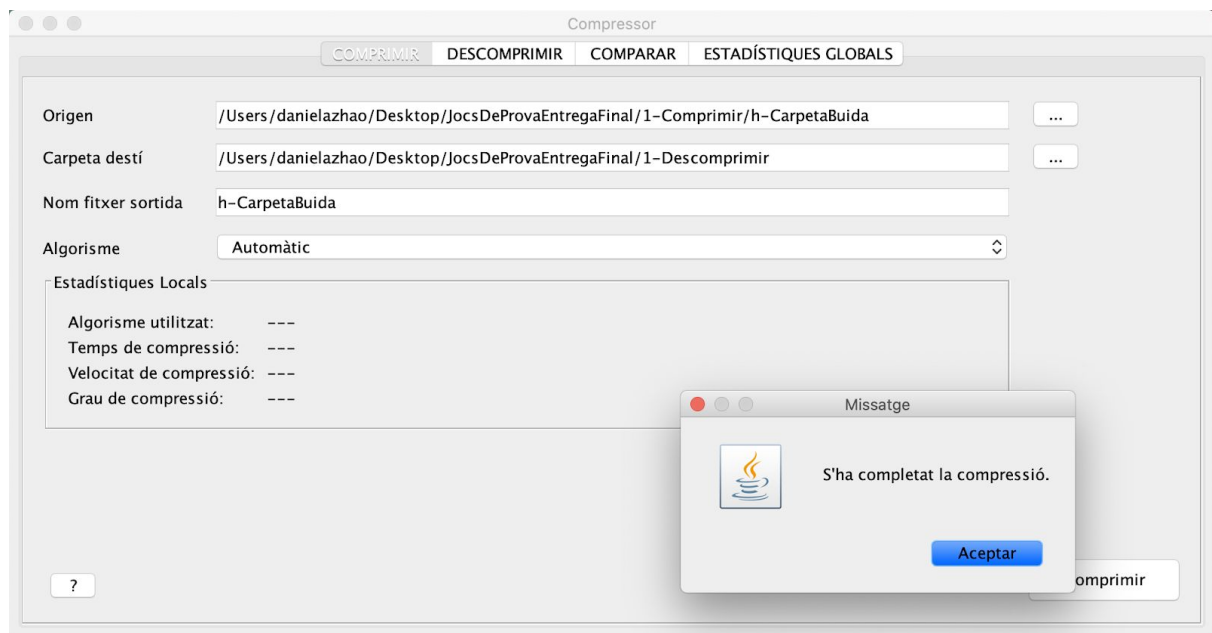 Compressor
COMPRIMIR DESCOMPRIMIR COMPARAR ESTADÍSTIQUES GLOBALS
Origen /Users/danielazhao/Desktop/JocsDeProvaEntregaFinal/1-Comprimir/h-CarpetaBuida ...
Carpeta destí /Users/danielazhao/Desktop/JocsDeProvaEntregaFinal/1-Descomprimir ...
Nom fitxer sortida h-CarpetaBuida
Algorisme Automàtic
Estadístiques Locals
Algorisme utilitzat: ---
Temps de compressió: ---
Velocitat de compressió: ---
Grau de compressió: ---
Missatge
S'ha completat la compressió.
Aceptar
? omprimir